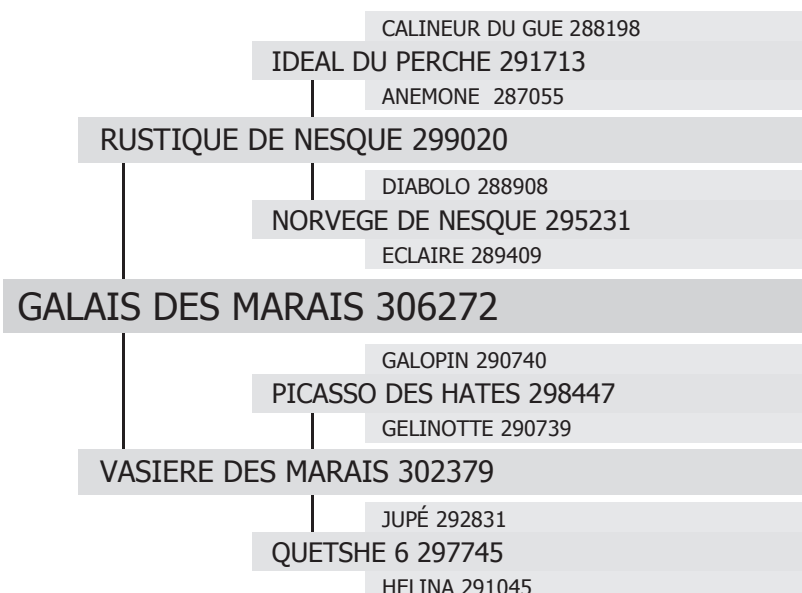 CALINEUR DU GUE 288198
IDEAL DU PERCHE 291713
ANEMONE 287055
RUSTIQUE DE NESQUE 299020
DIABOLO 288908
NORVEGE DE NESQUE 295231
ECLAIRE 289409
GALAIS DES MARAIS 306272
GALOPIN 290740
PICASSO DES HATES 298447
GELINOTTE 290739
VASIERE DES MARAIS 302379
JUPÉ 292831
QUETSHE 6 297745
HELINA 291045